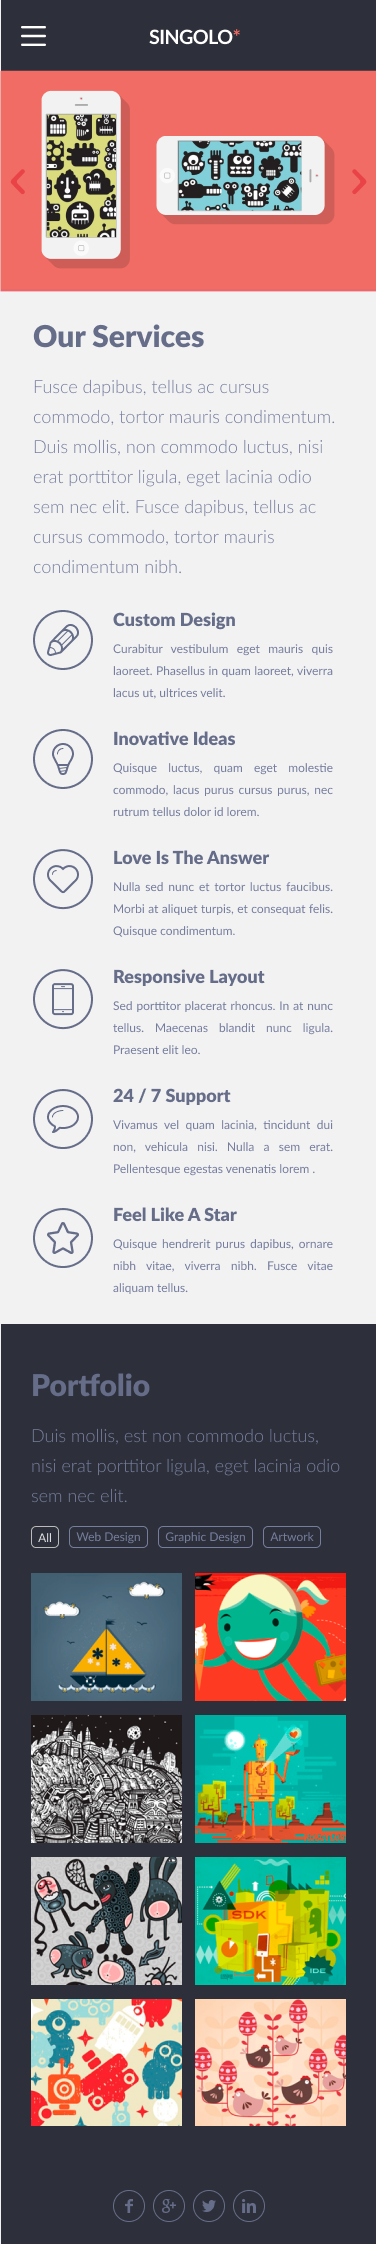 SINGOLO*
Our Services
Fusce dapibus, tellus ac cursus
commodo, tortor mauris condimentum.
Duis mollis, non commodo luctus, nisi
erat porttitor ligula, eget lacinia odio
sem nec elit. Fusce dapibus, tellus ac
cursus commodo, tortor mauris
condimentum nibh.
Custom Design
Curabitur vestibulum eget mauris quis
laoreet. Phasellus in quam laoreet, viverra
lacus ut, ultrices velit.
Inovative Ideas
Quisque luctus, quam eget molestie
commodo, lacus purus cursus purus, nec
rutrum tellus dolor id lorem.
Love Is The Answer
Nulla sed nunc et tortor luctus faucibus.
Morbi at aliquet turpis, et consequat felis.
Quisque condimentum.
Responsive Layout
Sed porttitor placerat rhoncus. In at nunc
tellus. Maecenas blandit nunc ligula.
Praesent elit leo.
24 / 7 Support
Vivamus vel quam lacinia, tincidunt dui
non, vehicula nisi. Nulla a sem erat.
Pellentesque egestas venenatis lorem .
Feel Like A Star
Quisque hendrerit purus dapibus, ornare
nibh vitae, viverra nibh. Fusce vitae
aliquam tellus.
Portfolio
Duis mollis, est non commodo luctus,
nisi erat porttitor ligula, eget lacinia odio
sem nec elit.
All Web Design Graphic Design Artwork
SDK
IDE